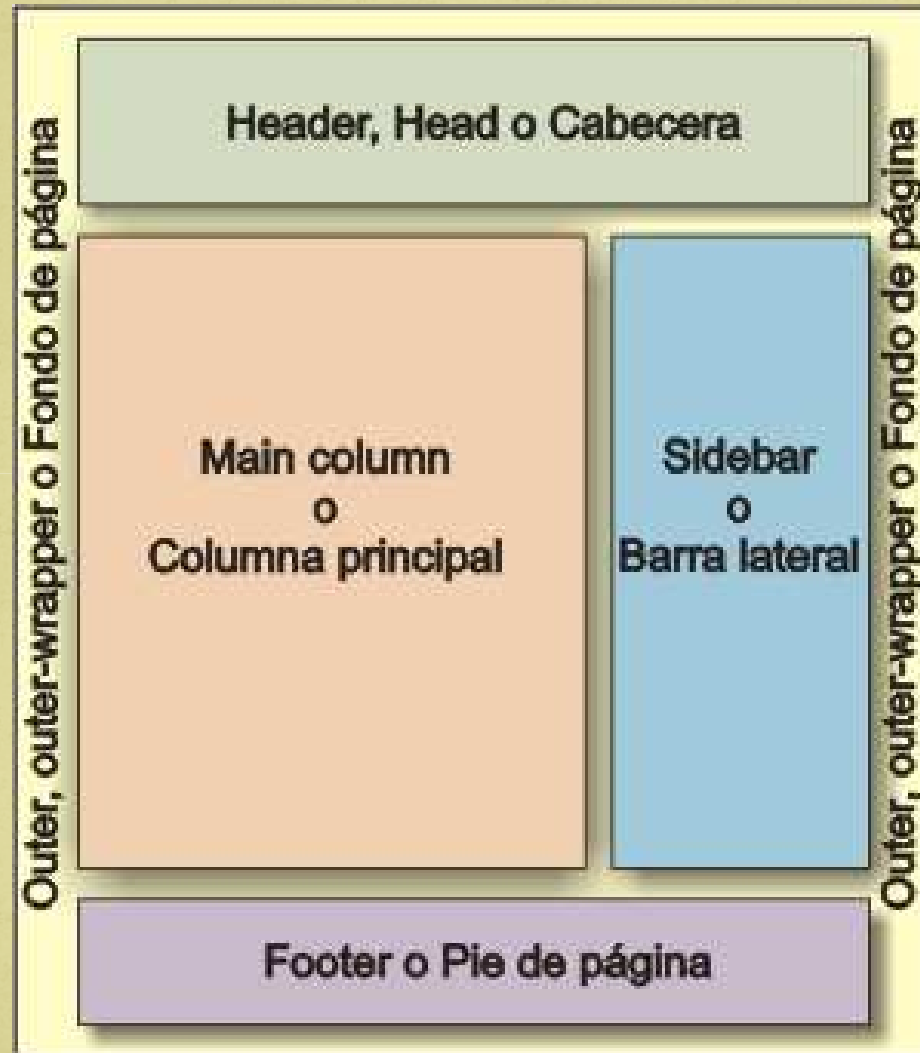 Header, Head o Cabecera
Outer, outer-wrapper o Fondo de página
Main column
o
Columna principal
Sidebar
o
Barra lateral
Outer, outer-wrapper o Fondo de página
Footer o Pie de página